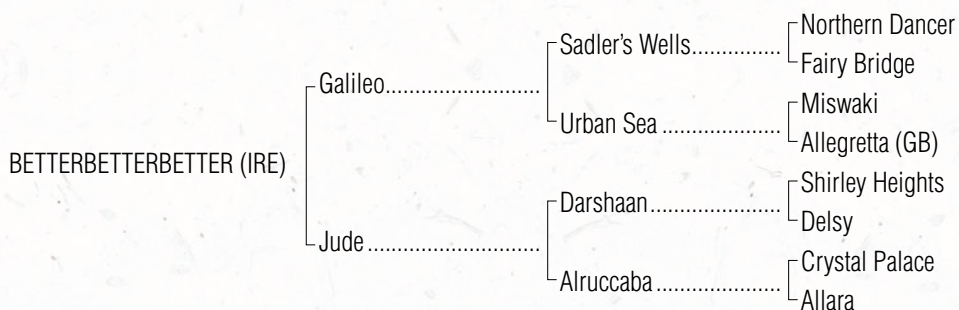 Northern Dancer
Sadler's Wells...............
Fairy Bridge
Galileo..........................
Miswaki
Urban Sea ....................
Allegretta (GB)
BETTERBETTERBETTER (IRE)
Shirley Heights
Darshaan......................
Delsy
Jude .............................
Crystal Palace
Alruccaba .....................
Allara